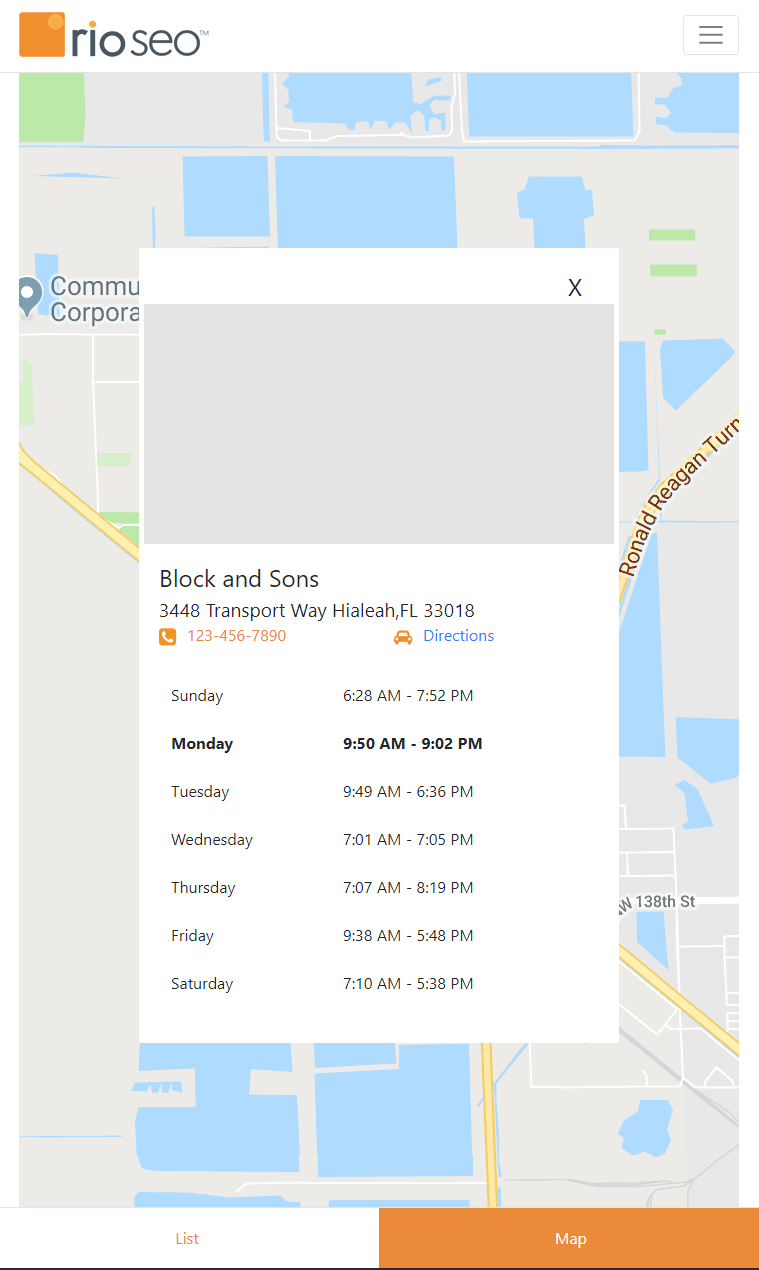 rio seo™
Commu
Corpora
X
Ronald Reagan Turn
Block and Sons
3448 Transport Way Hialeah,FL 33018
123-456-7890 Directions
Sunday 6:28 AM - 7:52 PM
Monday 9:50 AM - 9:02 PM
Tuesday 9:49 AM - 6:36 PM
Wednesday 7:01 AM - 7:05 PM
Thursday 7:07 AM - 8:19 PM
W 138th St
Friday 9:38 AM - 5:48 PM
Saturday 7:10 AM - 5:38 PM
List Map